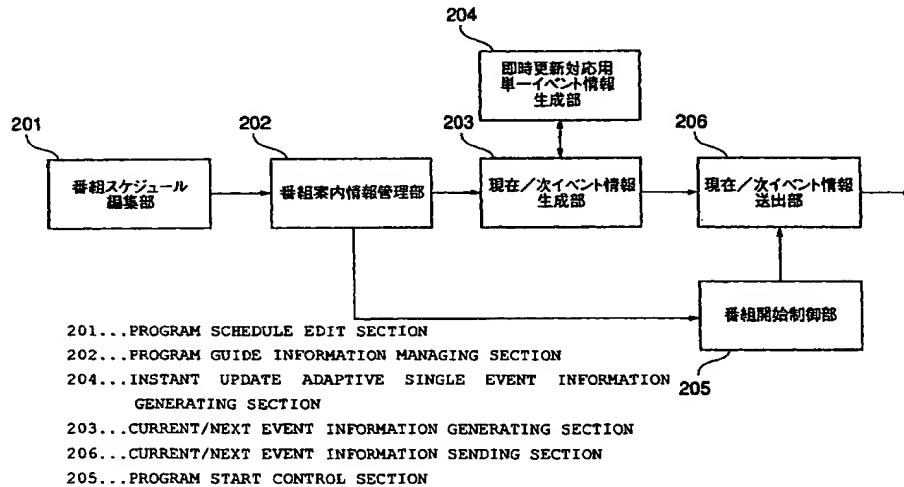 204
即時更新対応用
単一イベント情報
生成部
201
202
203
206
番組スケジュール
編集部
番組案内情報管理部
現在／次イベント情報
生成部
現在／次イベント情報
送出部
番組開始制御部
205
201...PROGRAM SCHEDULE EDIT SECTION
202...PROGRAM GUIDE INFORMATION MANAGING SECTION
204...INSTANT UPDATE ADAPTIVE SINGLE EVENT INFORMATION
GENERATING SECTION
203...CURRENT/NEXT EVENT INFORMATION GENERATING SECTION
206...CURRENT/NEXT EVENT INFORMATION SENDING SECTION
205...PROGRAM START CONTROL SECTION